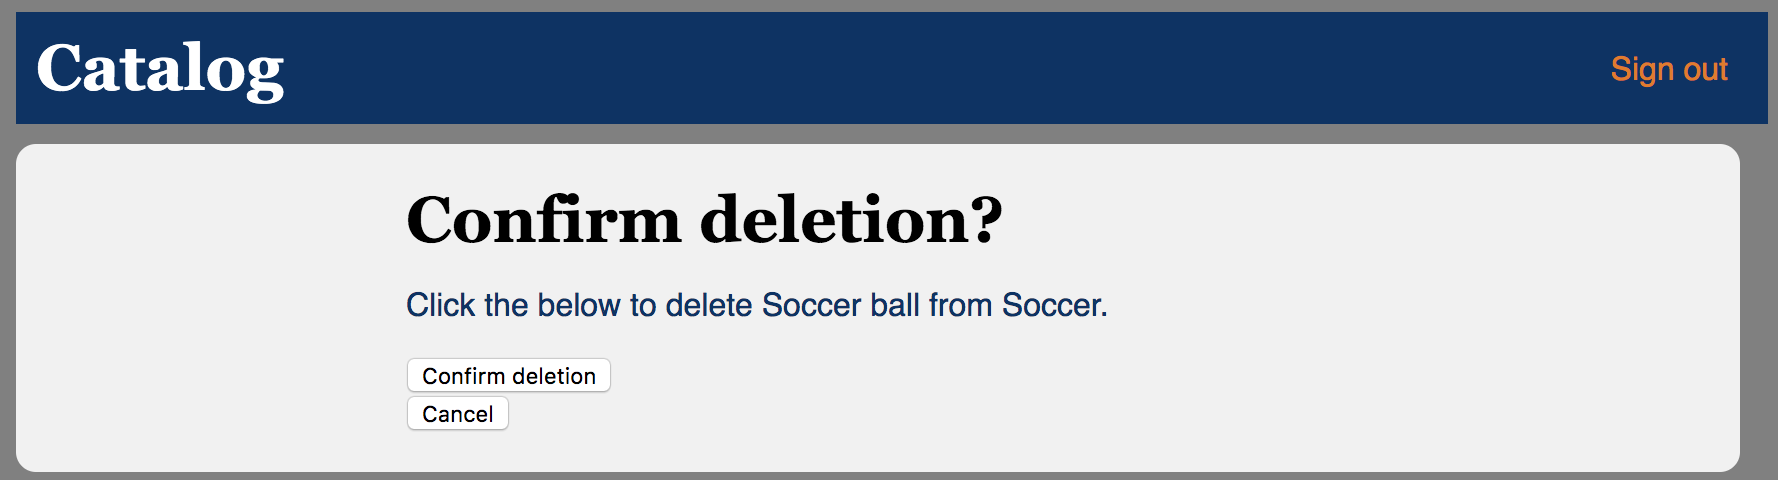 Catalog
Sign out
Confirm deletion?
Click the below to delete Soccer ball from Soccer.
Confirm deletion
Cancel